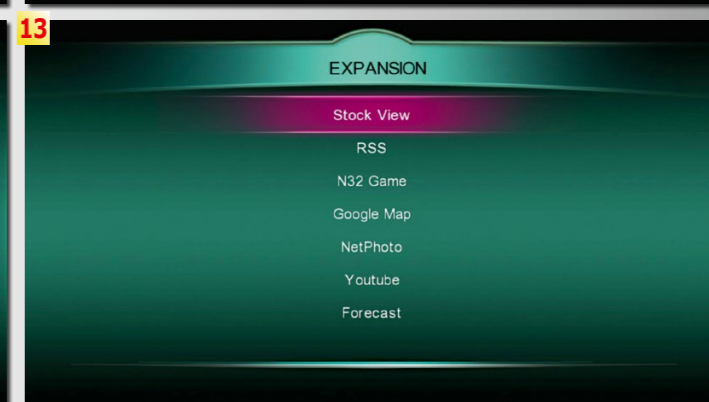 13
EXPANSION
Stock View
RSS
N32 Game
Google Map
NetPhoto
Youtube
Forecast